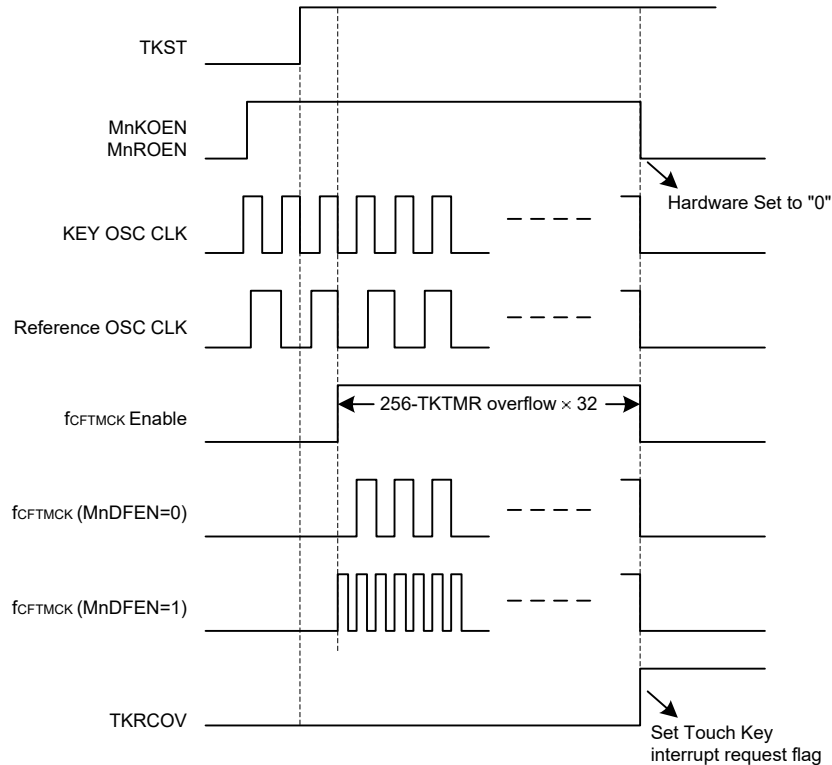 TKST
MnKOEN
MnROEN
Hardware Set to "0"
KEY OSC CLK
Reference OSC CLK
fCFTMCK Enable
256-TKTMR overflow × 32
fCFTMCK (MnDFEN=0)
fCFTMCK (MnDFEN=1)
TKRCOV
Set Touch Key
interrupt request flag